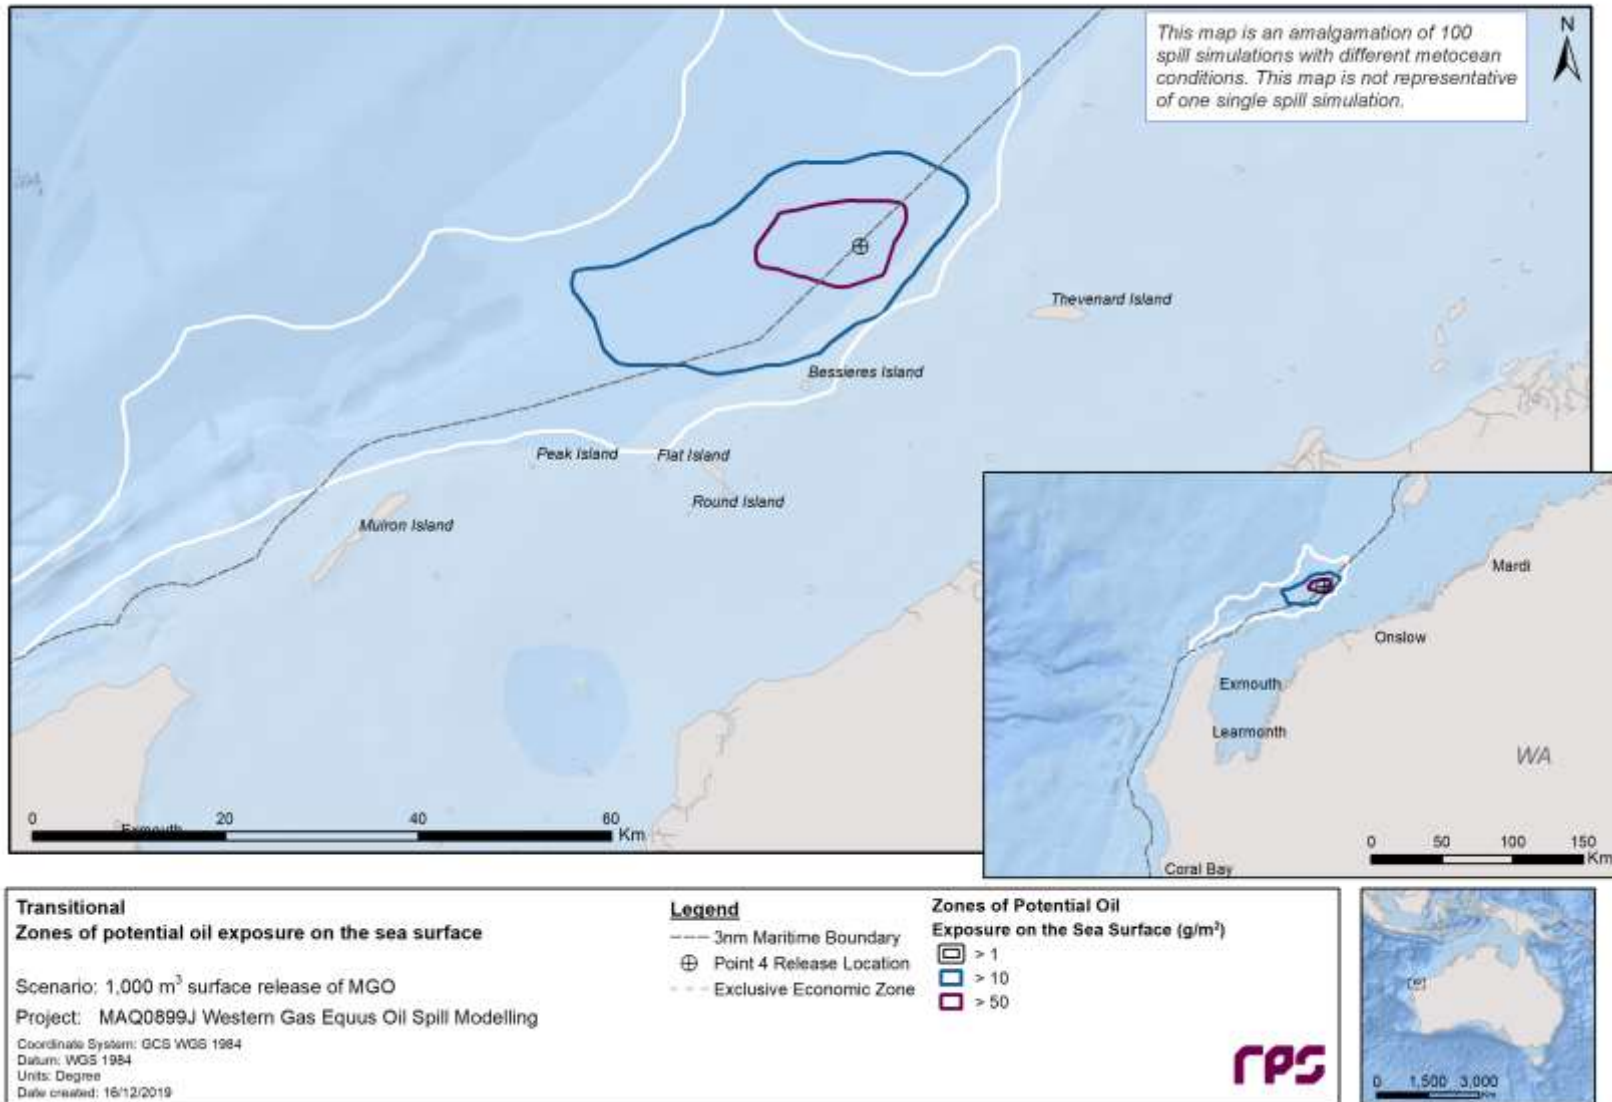 This map is an amalgamation of 100
spill simulations with different metocean
conditions. This map is not representative
of one single spill simulation.
N
Thevenard Island
Bessieres Island
Peak Island
Flat Island
Round Island
Muiron Island
Exmouth
0 20 40 60 Km
Mardi
Onslow
Exmouth
Learmonth
WA
Coral Bay
0 50 100 150 Km
Transitional
Zones of potential oil exposure on the sea surface
Scenario: 1,000 m³ surface release of MGO
Project: MAQ0899J Western Gas Equus Oil Spill Modelling
Coordinate System: GCS WGS 1984
Datum: WGS 1984
Units: Degree
Date created: 16/12/2019
Legend
3nm Maritime Boundary
Point 4 Release Location
Exclusive Economic Zone
Zones of Potential Oil
Exposure on the Sea Surface (g/m²)
> 1
> 10
> 50
rps
0 1,500 3,000